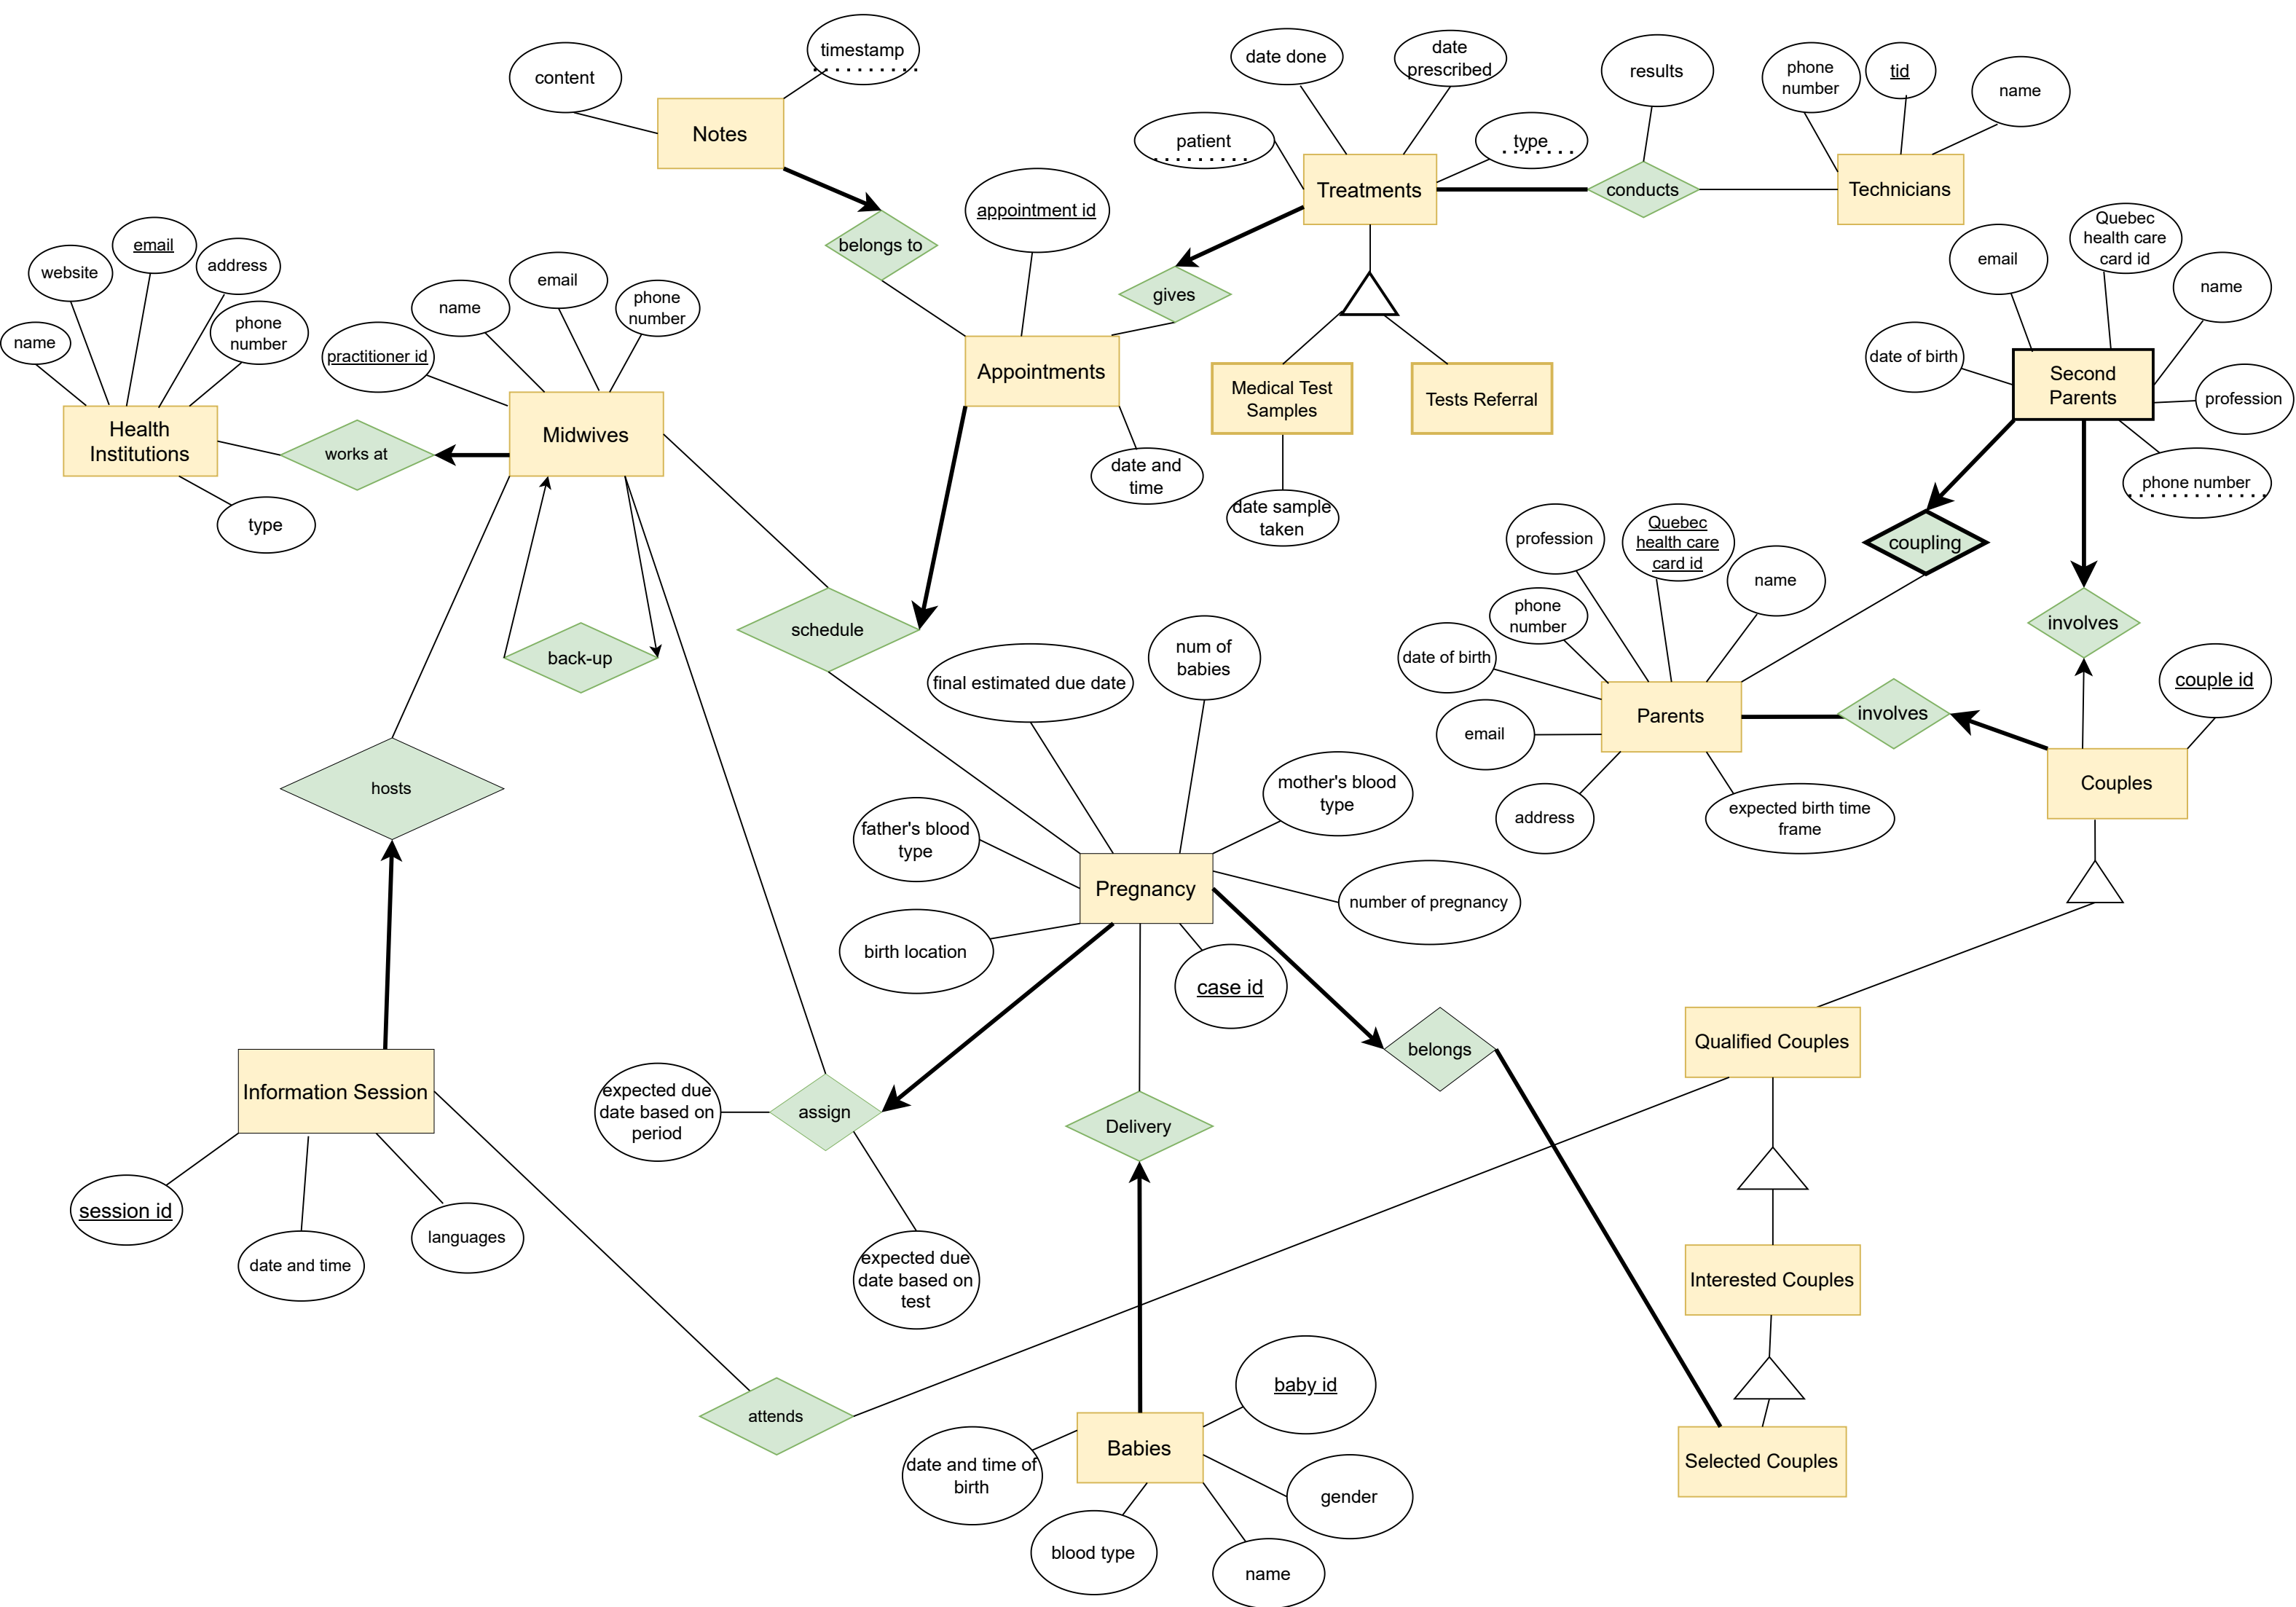 timestamp
content
Notes
date done
date
prescribed
results
phone
number
tid
name
patient
type
Treatments
conducts
Technicians
appointment id
belongs to
gives
Quebec
health care
card id
email
name
date of birth
Second
Parents
profession
phone number
email
website
address
name
phone
number
Health
Institutions
type
works at
name
email
phone
number
practitioner id
Midwives
Appointments
date and
time
Medical Test
Samples
Tests Referral
date sample
taken
coupling
involves
profession
Quebec
health care
card id
name
phone
number
date of birth
email
address
Parents
expected birth time
frame
involves
couple id
Couples
back-up
schedule
hosts
final estimated due date
num of
babies
mother's blood
type
father's blood
type
Pregnancy
number of pregnancy
birth location
case id
belongs
Qualified Couples
Information Session
session id
date and time
languages
expected due
date based on
period
assign
expected due
date based on
test
Delivery
Interested Couples
attends
baby id
Babies
date and time of
birth
gender
blood type
name
Selected Couples